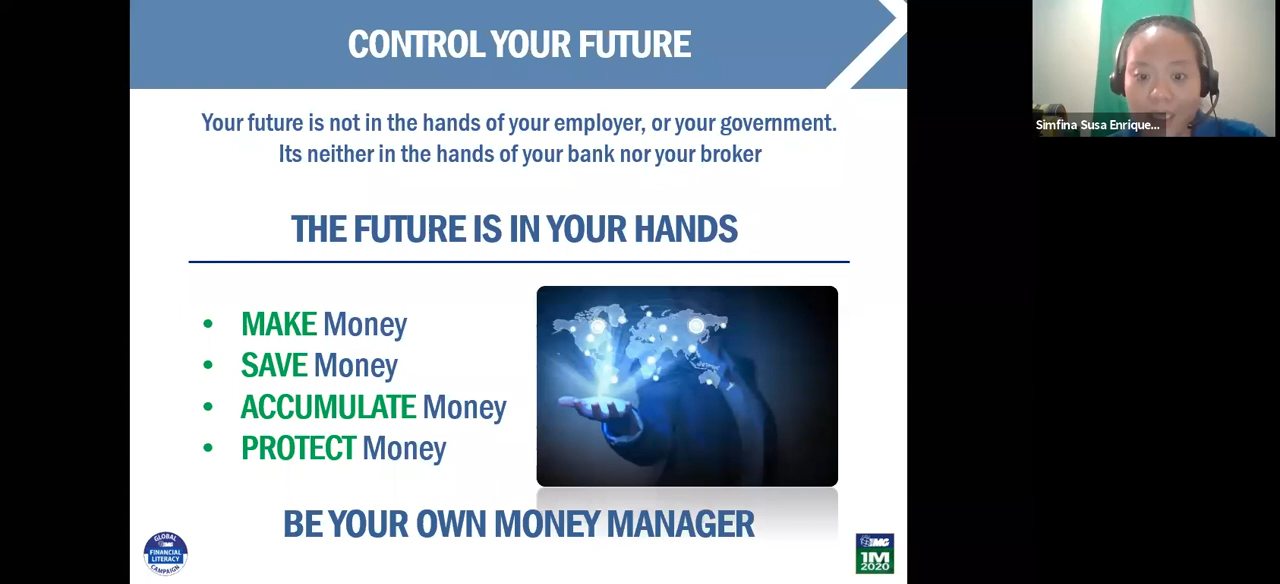 CONTROL YOUR FUTURE
Your future is not in the hands of your employer, or your government.
Its neither in the hands of your bank nor your broker
THE FUTURE IS IN YOUR HANDS
• MAKE Money
• SAVE Money
• ACCUMULATE Money
• PROTECT Money
BE YOUR OWN MONEY MANAGER
GLOBAL
IMG
FINANCIAL
LITERACY
CAMPAIGN
IMG
1M
2020
Simfina Susa Enrique...